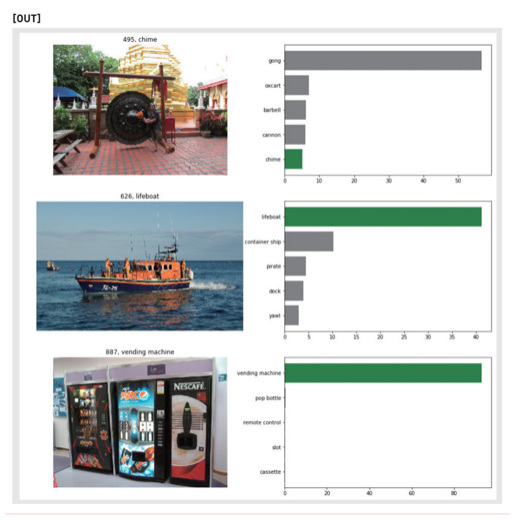 [OUT]
495, chime
gong
oxcart
barbell
cannon
chime
0 10 20 30 40 50
626, lifeboat
lifeboat
container ship
pirate
dock
yawl
0 5 10 15 20 25 30 35 40
887, vending machine
NESCAFÉ
vending machine
pop bottle
remote control
slot
cassette
0 20 40 60 80